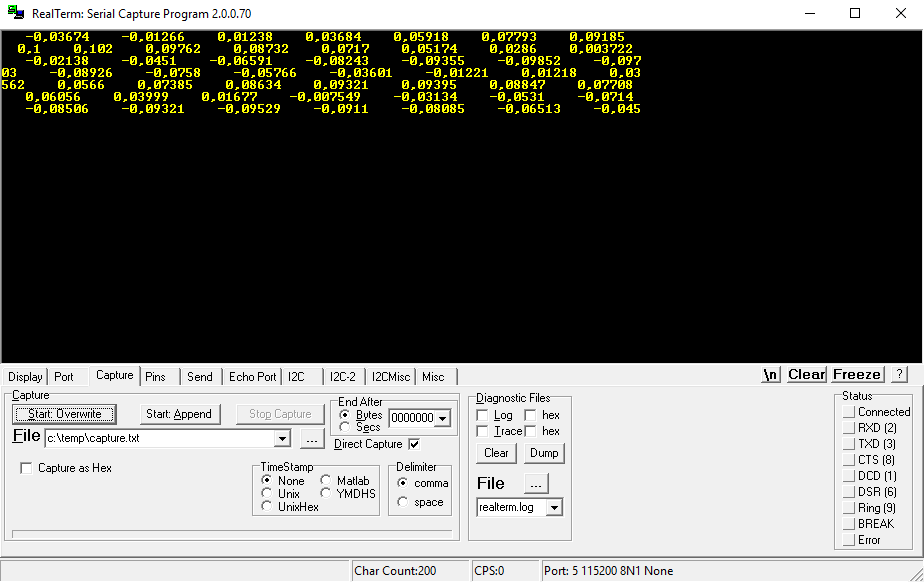 RealTerm: Serial Capture Program 2.0.0.70
-0,03674 -0,01266 0,01238 0,03684 0,05918 0,07793 0,09185
0,1 0,102 0,09762 0,08732 0,0717 0,05174 0,0286 0,003722
-0,02138 -0,0451 -0,06591 -0,08243 -0,09355 -0,09852 -0,097
03 -0,08926 -0,0758 -0,05766 -0,03601 -0,01221 0,01218 0,03
562 0,0566 0,07385 0,08634 0,09321 0,09395 0,08847 0,07708
0,06056 0,03999 0,01677 -0,007549 -0,03134 -0,0531 -0,0714
-0,08506 -0,09321 -0,09529 -0,0911 -0,08085 -0,06513 -0,045
Display Port Capture Pins Send Echo Port I2C I2C-2 I2CMisc Misc \n Clear Freeze ?
Capture
Start: Overwrite Start: Append Stop Capture
End After
Bytes
Secs
0000000
File c:\temp\capture.txt ...
Direct Capture
Capture as Hex
TimeStamp
None Matlab
Unix YMDHS
UnixHex
Delimiter
comma
space
Diagnostic Files
Log hex
Trace hex
Clear Dump
File ...
realterm.log
Status
Connected
RXD (2)
TXD (3)
CTS (8)
DCD (1)
DSR (6)
Ring (9)
BREAK
Error
Char Count:200 CPS:0 Port: 5 115200 8N1 None